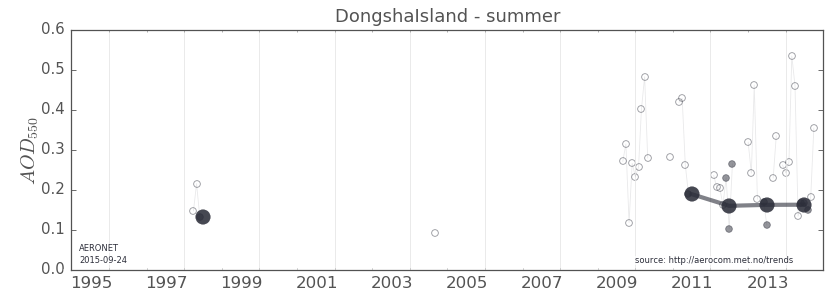 DongshaIsland - summer
0.6
0.5
0.4
0.3
0.2
0.1
0.0
AOD550
AERONET
2015-09-24
source: http://aerocom.met.no/trends
1995 1997 1999 2001 2003 2005 2007 2009 2011 2013